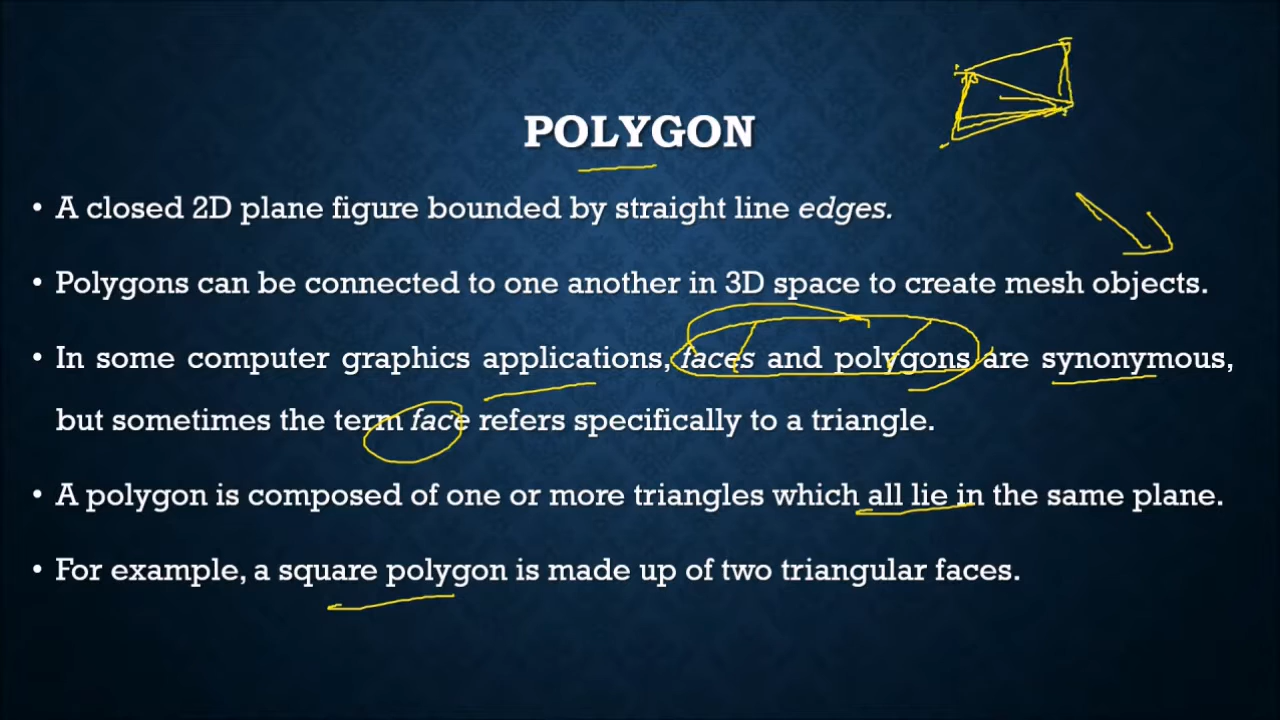 POLYGON
• A closed 2D plane figure bounded by straight line edges.
• Polygons can be connected to one another in 3D space to create mesh objects.
• In some computer graphics applications, faces and polygons are synonymous,
but sometimes the term face refers specifically to a triangle.
• A polygon is composed of one or more triangles which all lie in the same plane.
• For example, a square polygon is made up of two triangular faces.